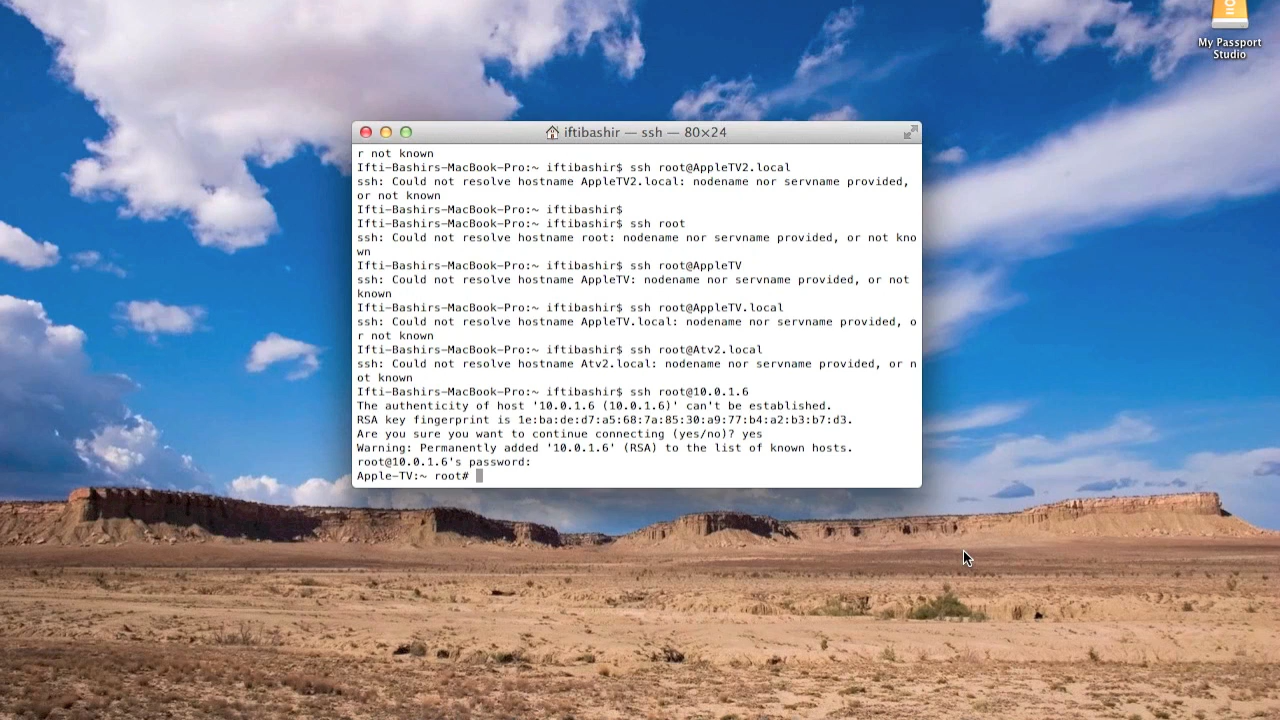 My Passport
Studio
iftibashir — ssh — 80×24
r not known
Ifti-Bashirs-MacBook-Pro:~ iftibashir$ ssh root@AppleTV2.local
ssh: Could not resolve hostname AppleTV2.local: nodename nor servname provided,
or not known
Ifti-Bashirs-MacBook-Pro:~ iftibashir$
Ifti-Bashirs-MacBook-Pro:~ iftibashir$ ssh root
ssh: Could not resolve hostname root: nodename nor servname provided, or not kno
wn
Ifti-Bashirs-MacBook-Pro:~ iftibashir$ ssh root@AppleTV
ssh: Could not resolve hostname AppleTV: nodename nor servname provided, or not
known
Ifti-Bashirs-MacBook-Pro:~ iftibashir$ ssh root@AppleTV.local
ssh: Could not resolve hostname AppleTV.local: nodename nor servname provided, o
r not known
Ifti-Bashirs-MacBook-Pro:~ iftibashir$ ssh root@Atv2.local
ssh: Could not resolve hostname Atv2.local: nodename nor servname provided, or n
ot known
Ifti-Bashirs-MacBook-Pro:~ iftibashir$ ssh root@10.0.1.6
The authenticity of host '10.0.1.6 (10.0.1.6)' can't be established.
RSA key fingerprint is 1e:ba:de:d7:a5:68:7a:85:30:a9:77:b4:a2:b3:b7:d3.
Are you sure you want to continue connecting (yes/no)? yes
Warning: Permanently added '10.0.1.6' (RSA) to the list of known hosts.
root@10.0.1.6's password:
Apple-TV:~ root#